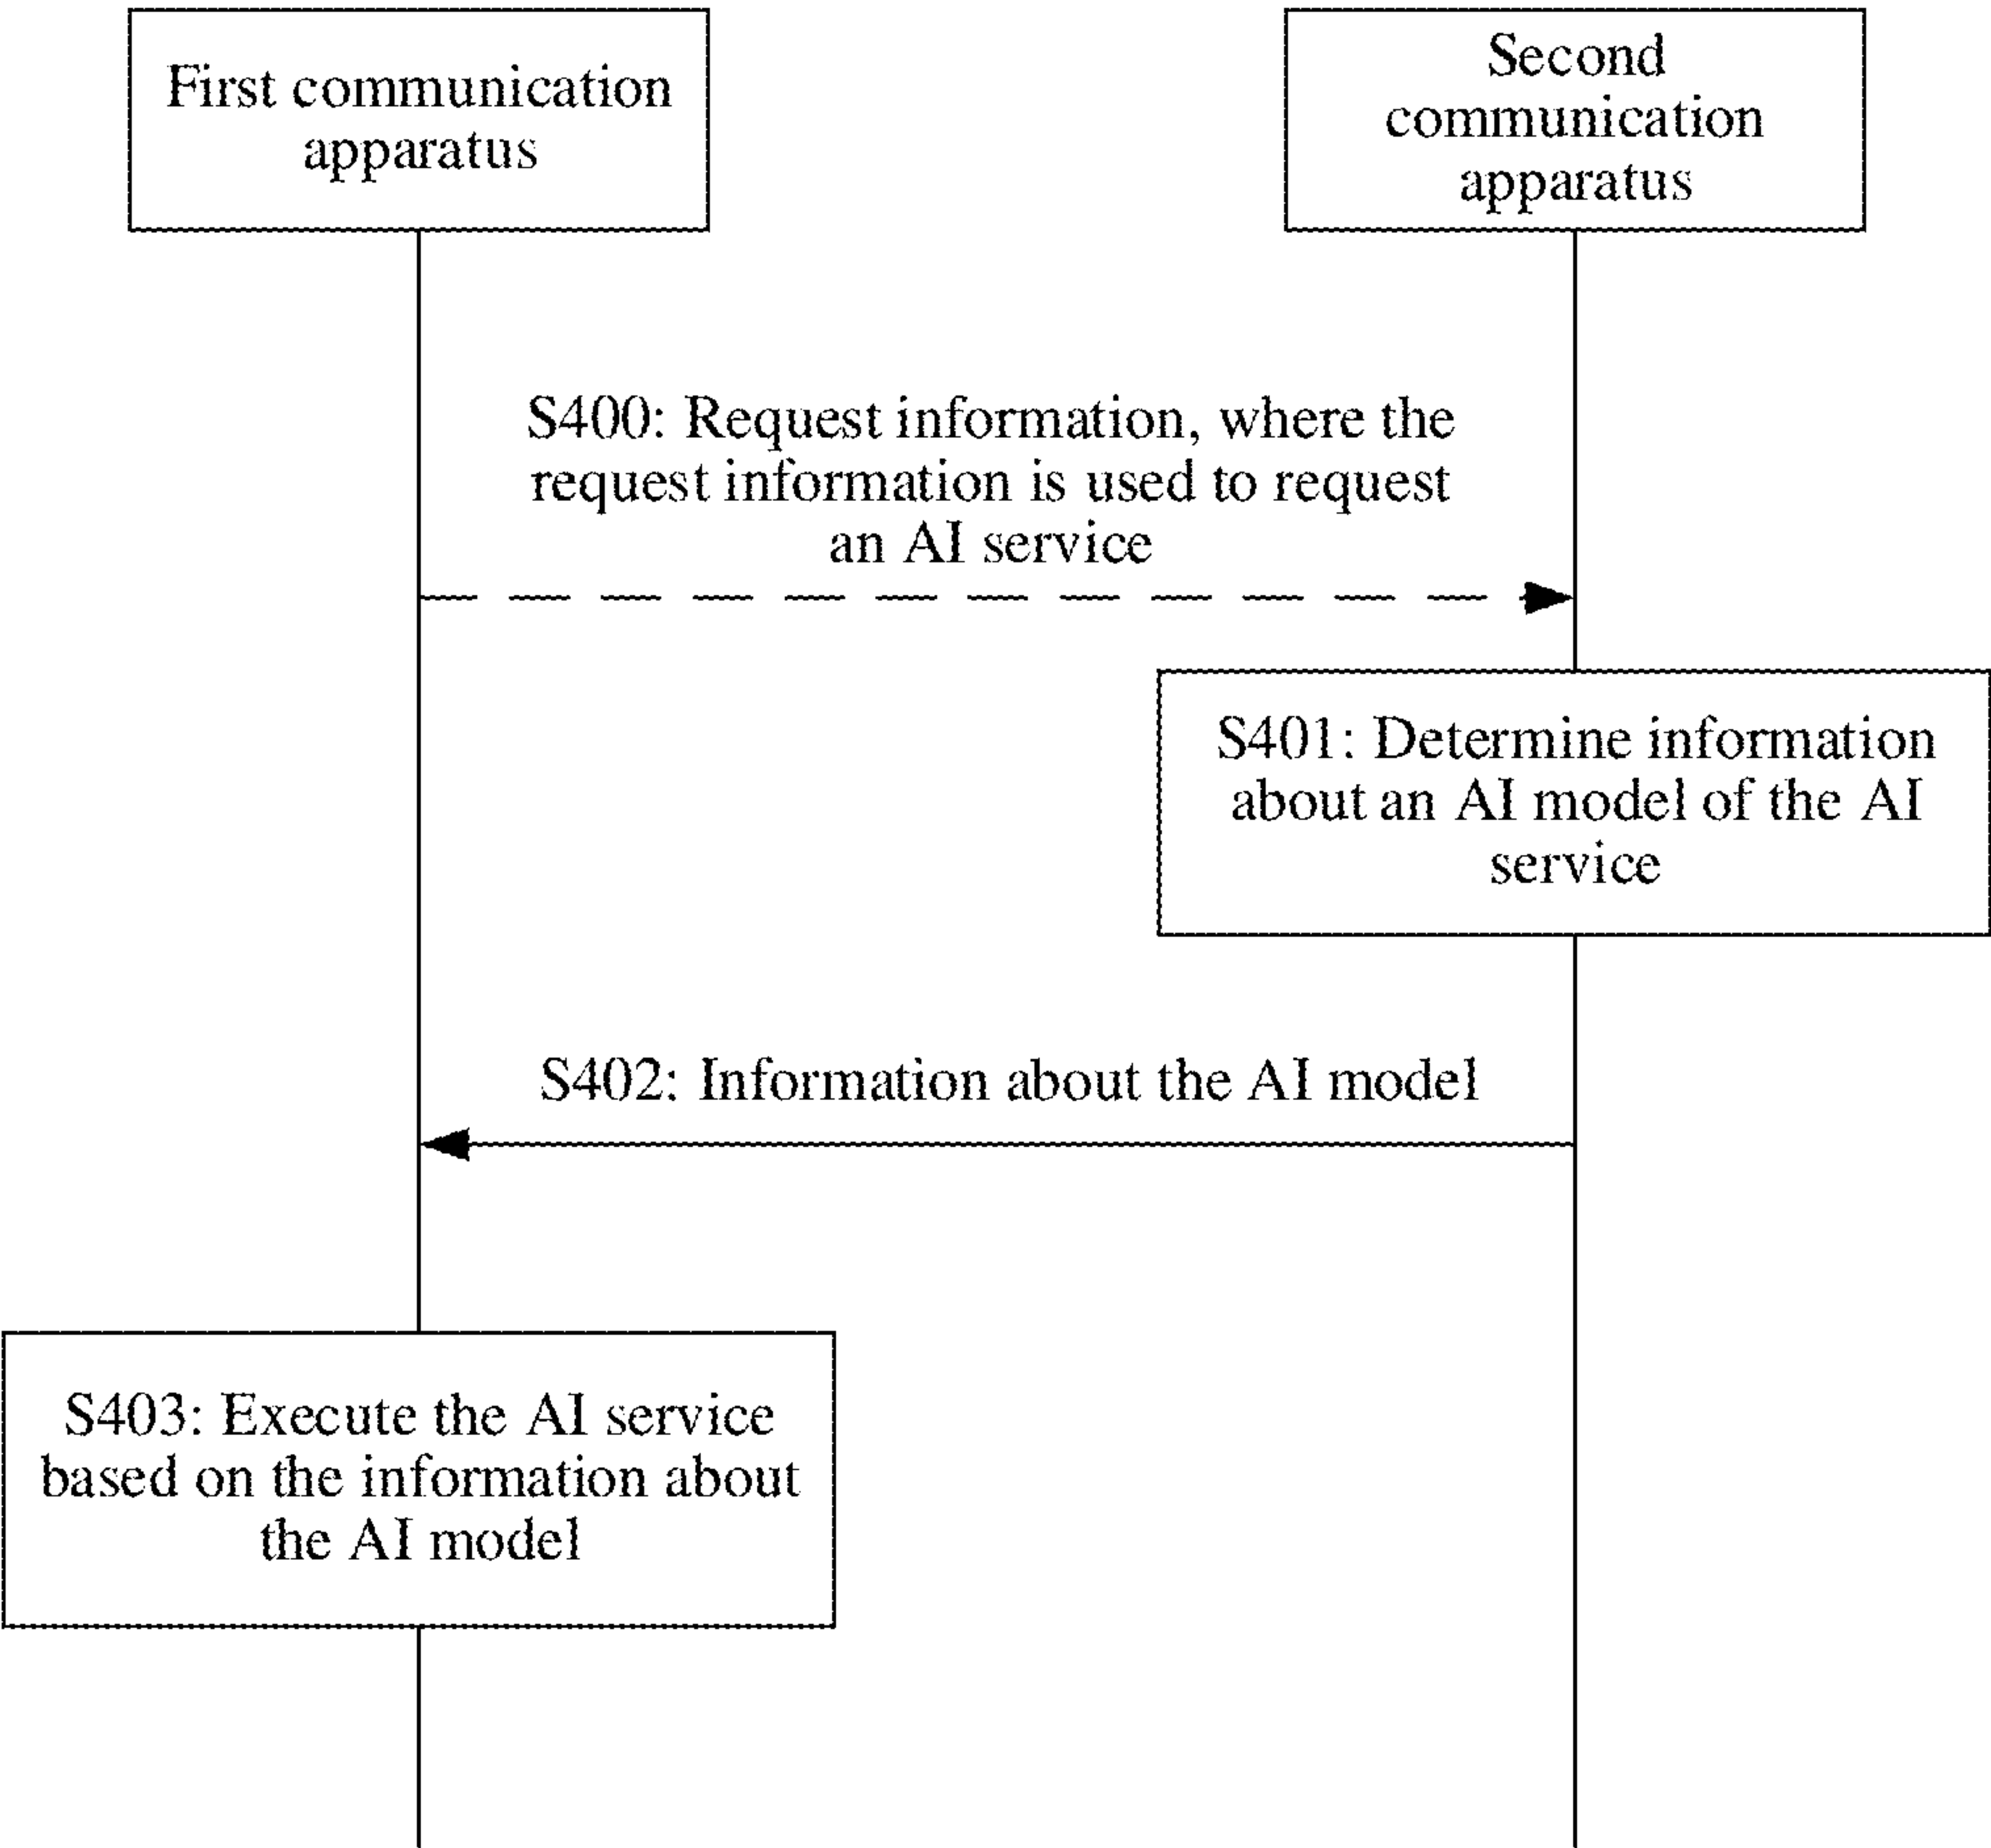 First communication
apparatus
Second
communication
apparatus
S400: Request information, where the
request information is used to request
an AI service
S401: Determine information
about an AI model of the AI
service
S402: Information about the AI model
S403: Execute the AI service
based on the information about
the AI model